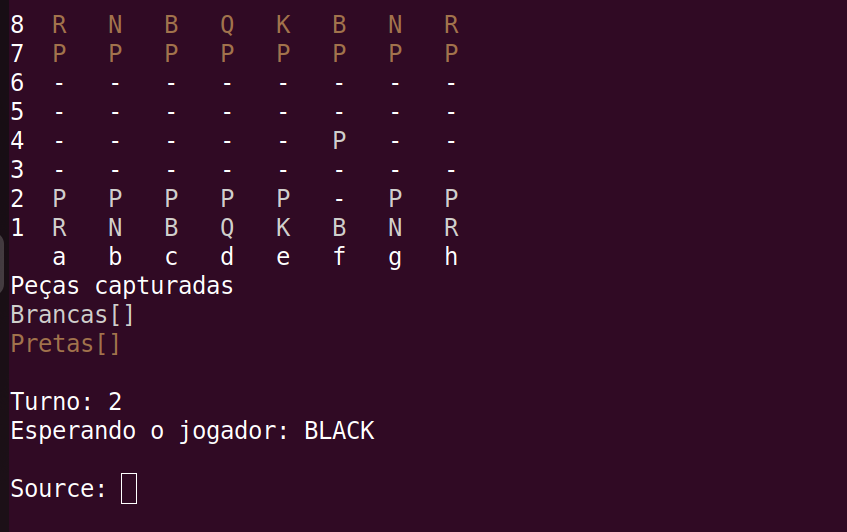 8 R N B Q K B N R
7 P P P P P P P P
6 - - - - - - - -
5 - - - - - - - -
4 - - - - - P - -
3 - - - - - - - -
2 P P P P P - P P
1 R N B Q K B N R
a b c d e f g h
Peças capturadas
Brancas[]
Pretas[]
Turno: 2
Esperando o jogador: BLACK
Source: